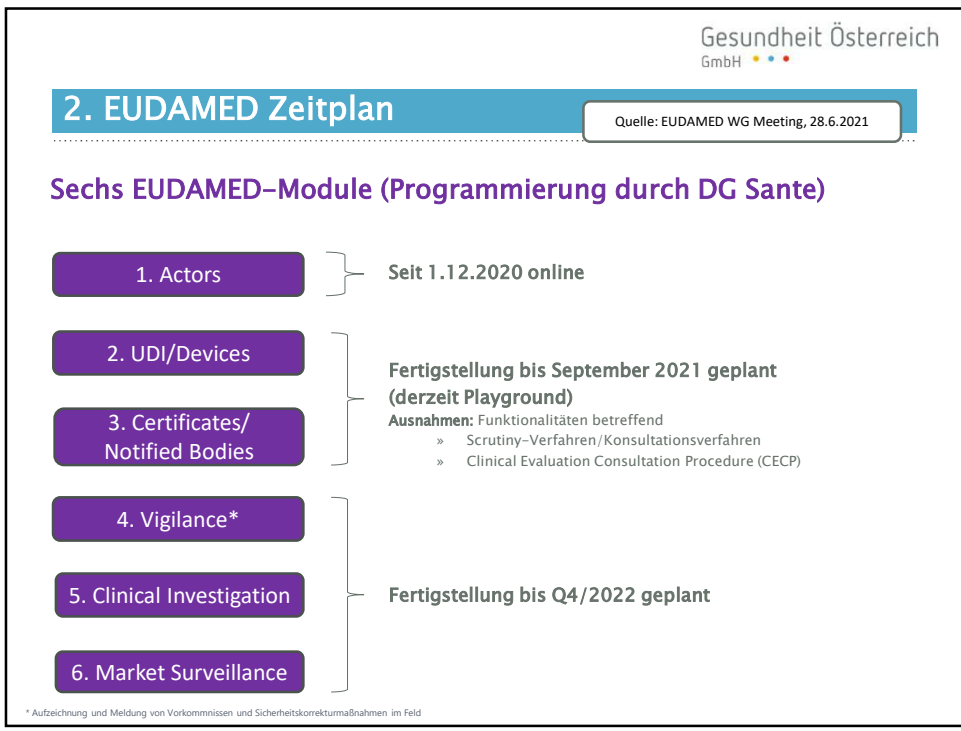 Gesundheit Österreich
GmbH
2. EUDAMED Zeitplan
Quelle: EUDAMED WG Meeting, 28.6.2021
Sechs EUDAMED-Module (Programmierung durch DG Sante)
1. Actors
Seit 1.12.2020 online
2. UDI/Devices
3. Certificates/
Notified Bodies
Fertigstellung bis September 2021 geplant
(derzeit Playground)
Ausnahmen: Funktionalitäten betreffend
» Scrutiny-Verfahren/Konsultationsverfahren
» Clinical Evaluation Consultation Procedure (CECP)
4. Vigilance*
5. Clinical Investigation
6. Market Surveillance
Fertigstellung bis Q4/2022 geplant
* Aufzeichnung und Meldung von Vorkommnissen und Sicherheitskorrekturmaßnahmen im Feld